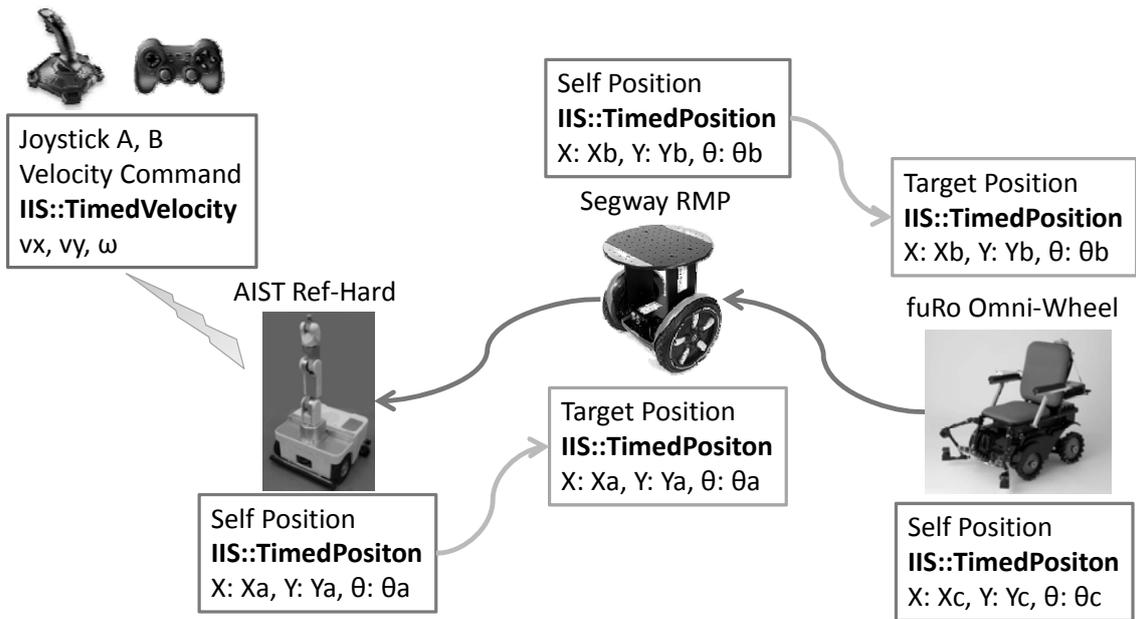 Joystick A, B
Velocity Command
IIS::TimedVelocity
vx, vy, ω
AIST Ref-Hard
Self Position
IIS::TimedPositon
X: Xa, Y: Ya, θ: θa
Self Position
IIS::TimedPosition
X: Xb, Y: Yb, θ: θb
Segway RMP
Target Position
IIS::TimedPositon
X: Xa, Y: Ya, θ: θa
Target Position
IIS::TimedPosition
X: Xb, Y: Yb, θ: θb
fuRo Omni-Wheel
Self Position
IIS::TimedPositon
X: Xc, Y: Yc, θ: θc